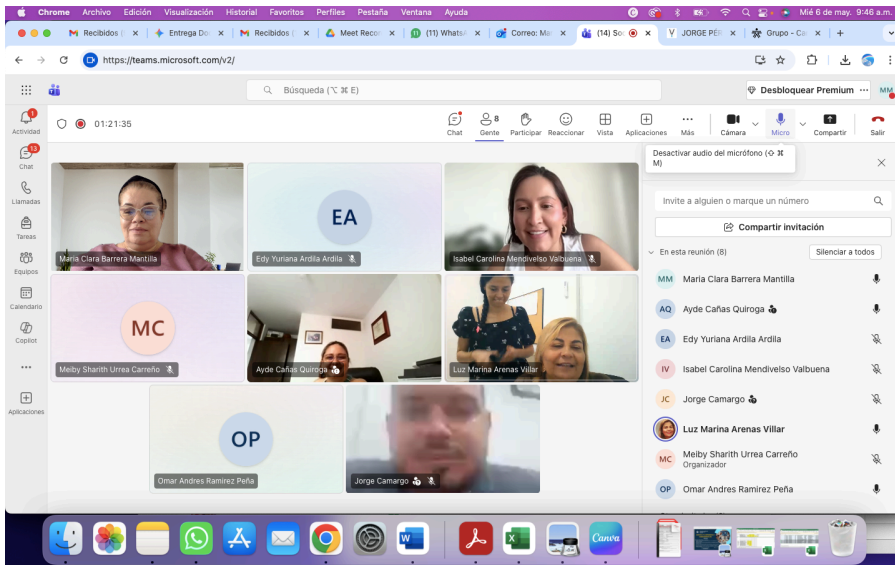 Chrome Archivo Edición Visualización Historial Favoritos Perfiles Pestaña Ventana Ayuda
Mié 6 de may. 9:46 a.m.
Recibidos (
Entrega Do
Recibidos (
Meet Recor
(11) WhatsA
Correo: Ma
(14) So
JORGE PÉR
Grupo - Ca
https://teams.microsoft.com/v2/
Búsqueda (⌥ ⌘ E)
Desbloquear Premium
MM
01:21:35
Chat
8
Gente
Participar
Reaccionar
Vista
Aplicaciones
Más
Cámara
Micro
Compartir
Salir
Desactivar audio del micrófono (⇧ ⌘
M)
1
Actividad
13
Chat
Llamadas
Tareas
Equipos
Calendario
Copilot
Aplicaciones
Maria Clara Barrera Mantilla
EA
Edy Yuriana Ardila Ardila
Isabel Carolina Mendivelso Valbuena
MC
Meiby Sharith Urrea Carreño
Ayde Cañas Quiroga
Luz Marina Arenas Villar
OP
Omar Andres Ramirez Peña
Jorge Camargo
Invite a alguien o marque un número
Compartir invitación
En esta reunión (8)
Silenciar a todos
MM Maria Clara Barrera Mantilla
AQ Ayde Cañas Quiroga
EA Edy Yuriana Ardila Ardila
IV Isabel Carolina Mendivelso Valbuena
JC Jorge Camargo
Luz Marina Arenas Villar
MC Meiby Sharith Urrea Carreño
Organizador
OP Omar Andres Ramirez Peña
Canva